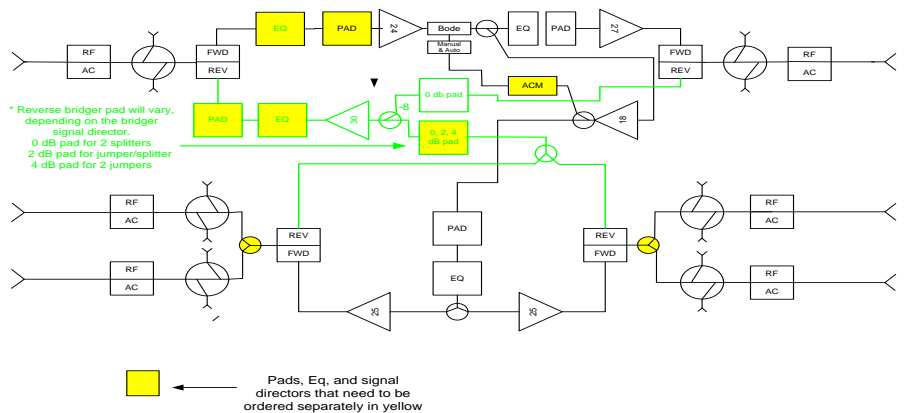 EQ
PAD
24
Bode
Manual
& Auto
EQ
PAD
27
RF
AC
FWD
REV
FWD
REV
RF
AC
ACM
0 db pad
-8
PAD
EQ
30
18
* Reverse bridger pad will vary,
depending on the bridger
signal director.
0 dB pad for 2 splitters
2 dB pad for jumper/splitter
4 dB pad for 2 jumpers
0, 2, 4
dB pad
RF
AC
PAD
RF
AC
REV
FWD
REV
FWD
RF
AC
EQ
RF
AC
25
25
Pads, Eq, and signal
directors that need to be
ordered separately in yellow